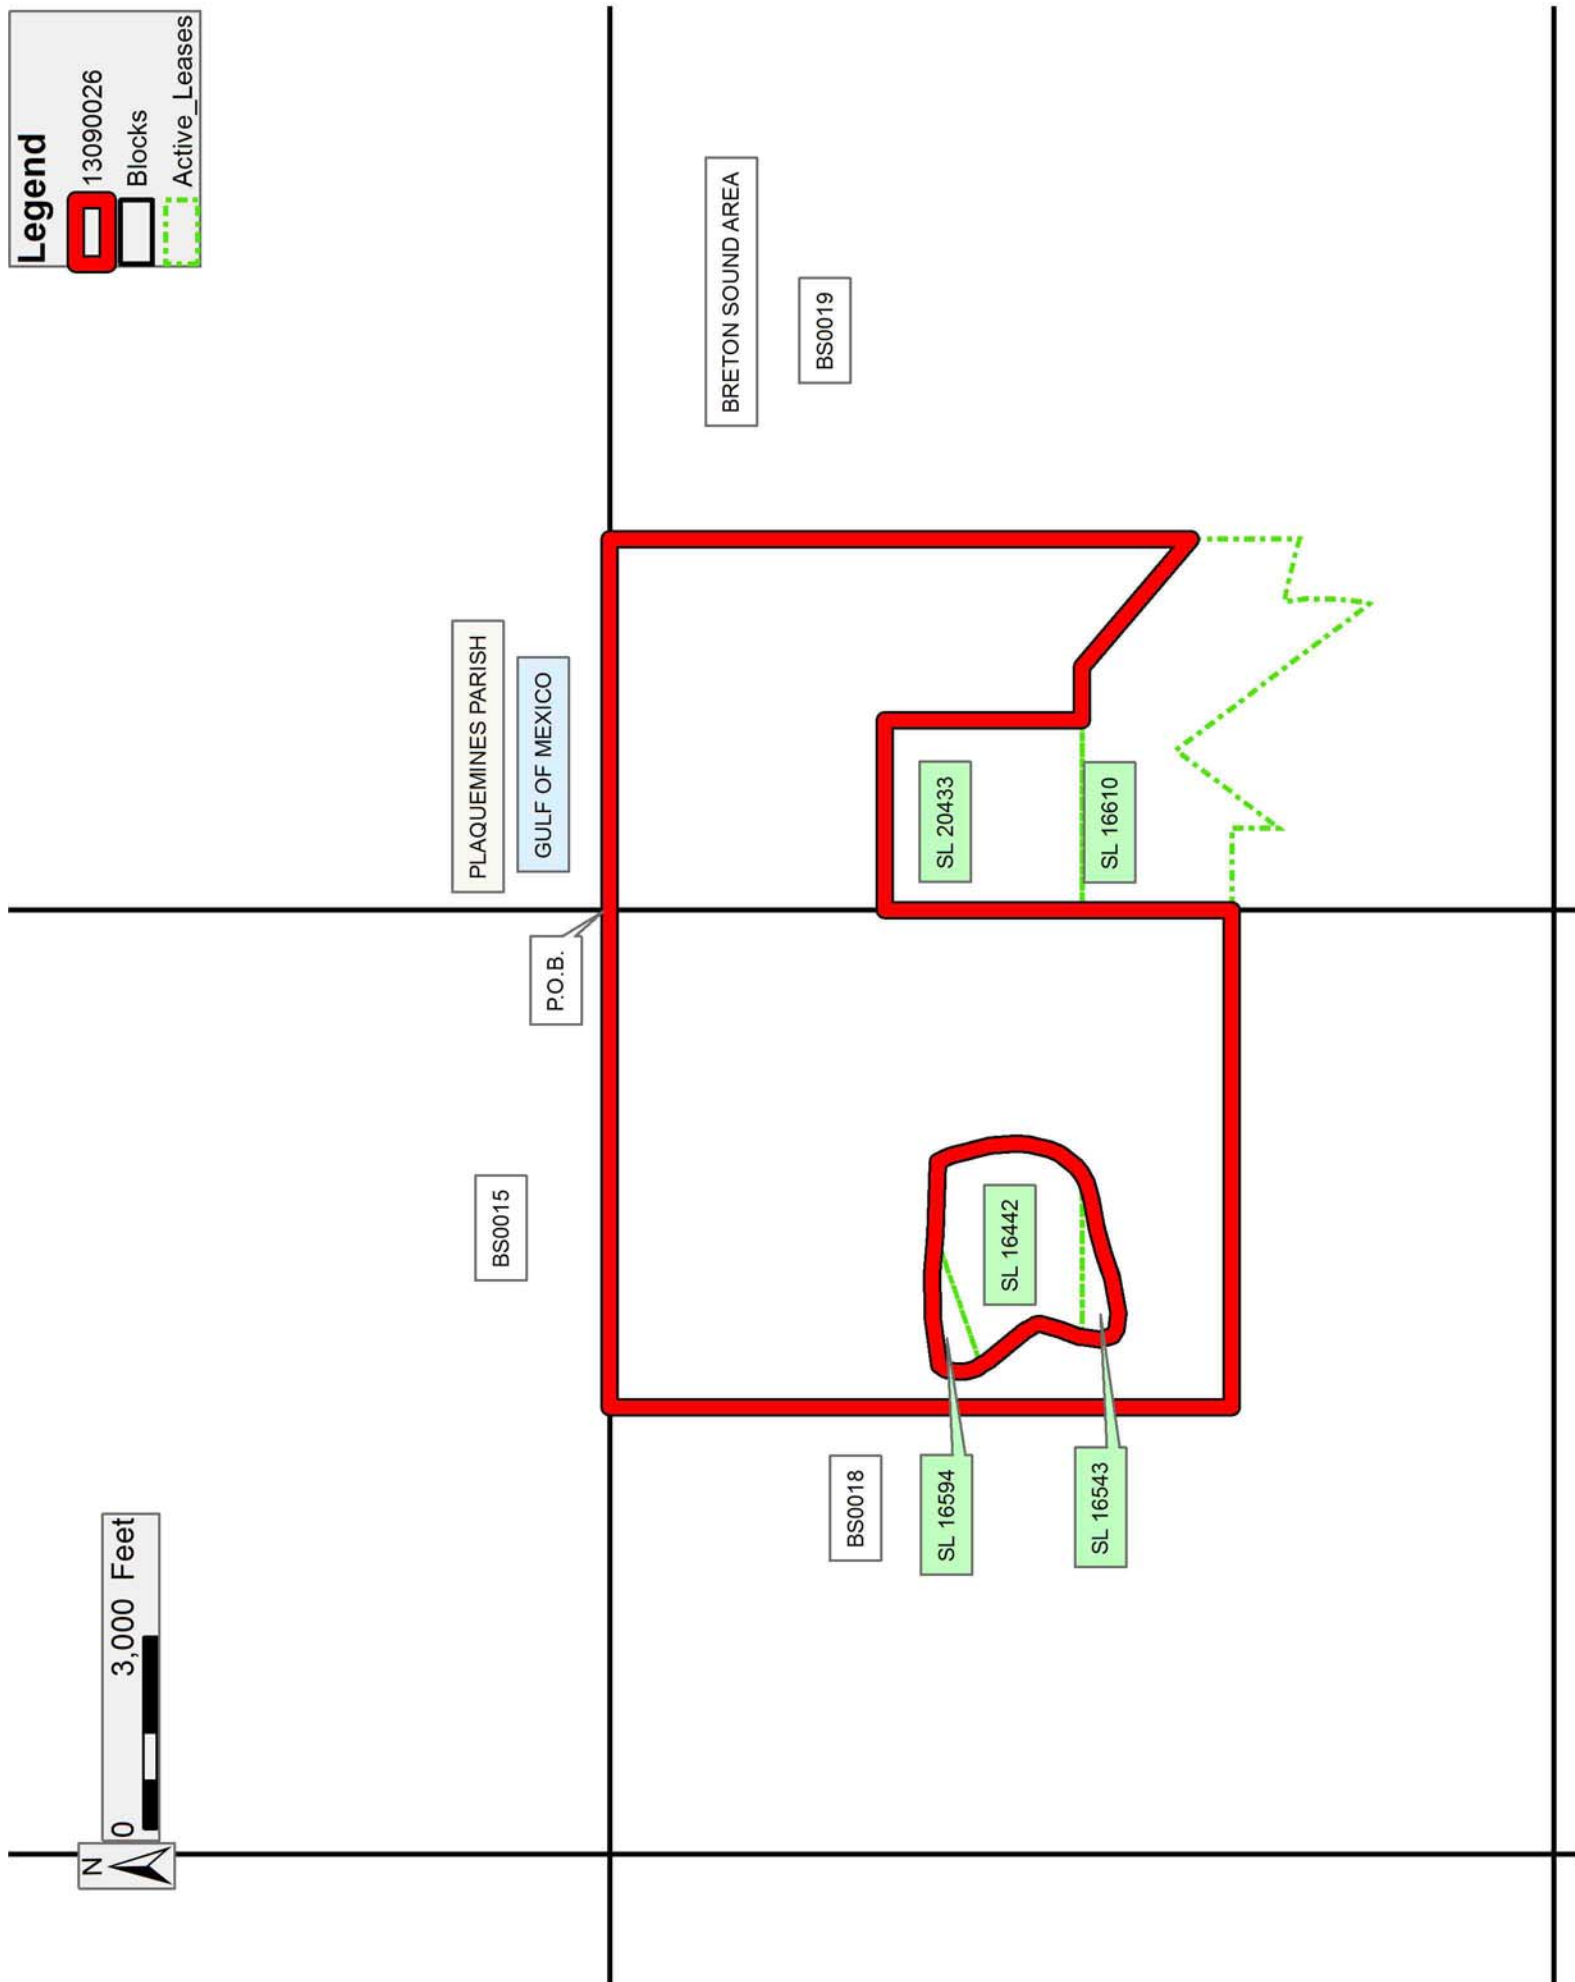 N
0 3,000 Feet
Legend
13090026
Blocks
Active_Leases
PLAQUEMINES PARISH
GULF OF MEXICO
BS0015
P.O.B.
BRETON SOUND AREA
BS0019
BS0018
SL 16594
SL 16543
SL 16442
SL 20433
SL 16610